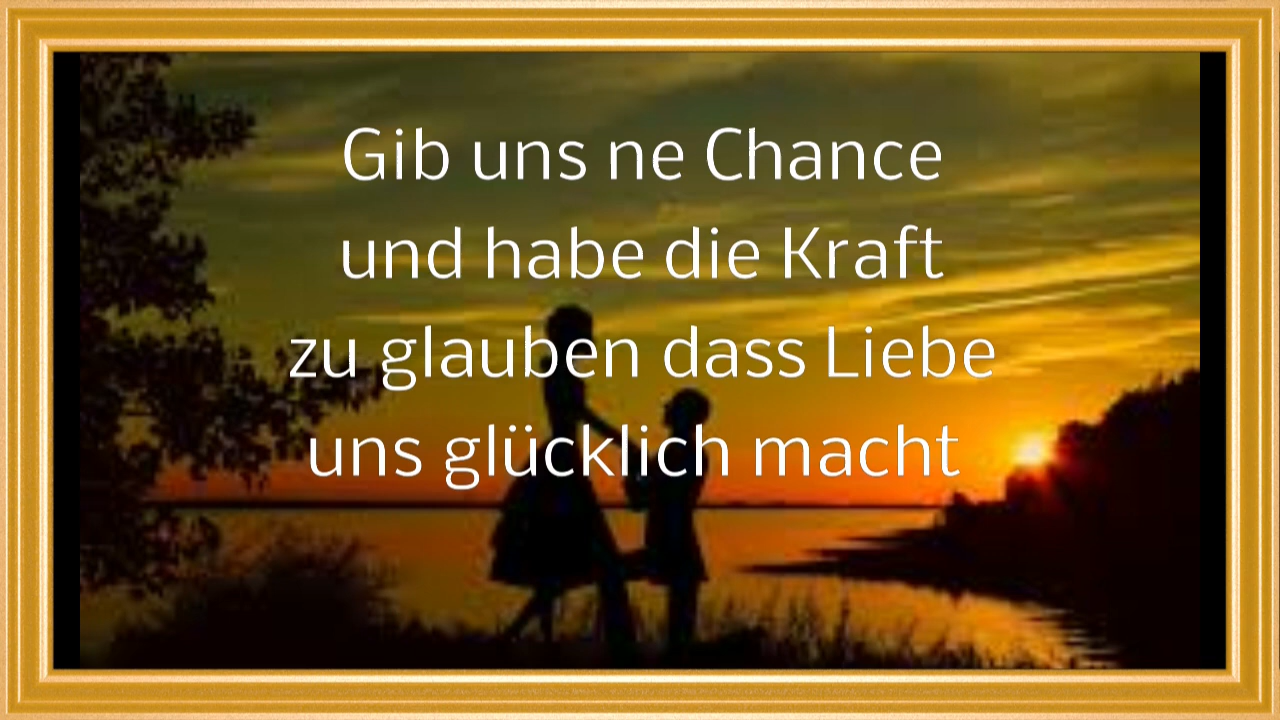 Gib uns ne Chance
und habe die Kraft
zu glauben dass Liebe
uns glücklich macht